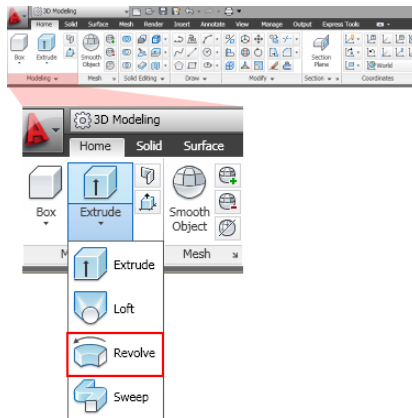 3D Modeling
Home Solid Surface Mesh Render Insert Annotate View Manage Output Express Tools
Box Extrude Smooth Object Section Plane World
Modeling Mesh Solid Editing Draw Modify Section Coordinates
3D Modeling
Home Solid Surface
Box Extrude Smooth
Object
M Mesh
Extrude
Loft
Revolve
Sweep